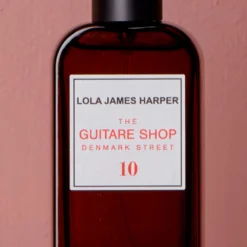 LOLA JAMES HARPER
THE
GUITARE SHOP
DENMARK STREET
10